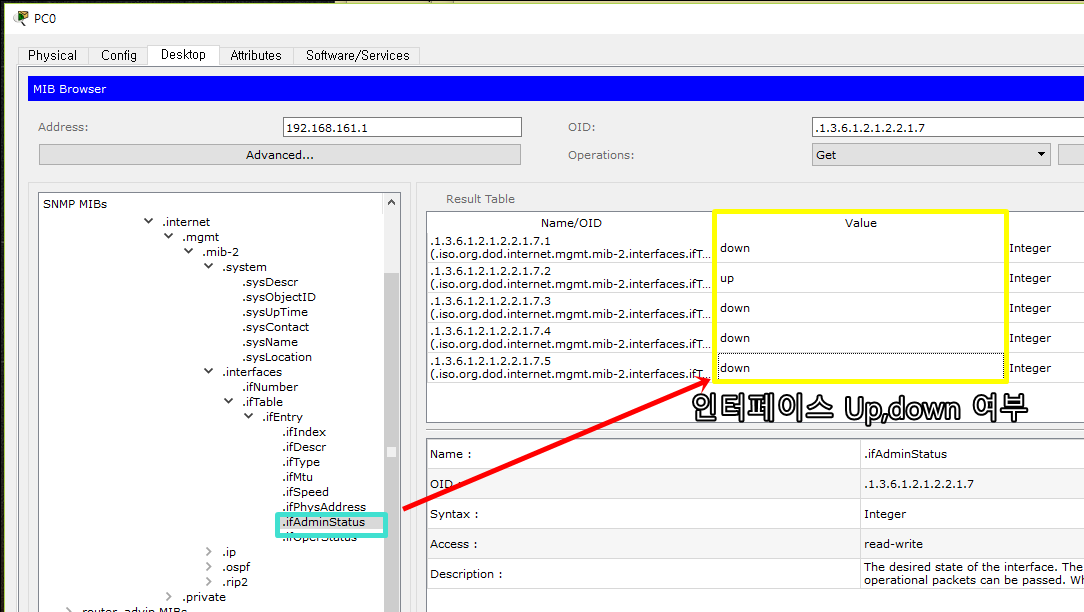 PC0
Physical Config Desktop Attributes Software/Services
MIB Browser
Address: 192.168.161.1 OID: .1.3.6.1.2.1.2.2.1.7
Advanced... Operations: Get
SNMP MIBs
.internet
.mgmt
.mib-2
.system
.sysDescr
.sysObjectID
.sysUpTime
.sysContact
.sysName
.sysLocation
.interfaces
.ifNumber
.ifTable
.ifEntry
.ifIndex
.ifDescr
.ifType
.ifMtu
.ifSpeed
.ifPhysAddress
.ifAdminStatus
.ifOperStatus
.ip
.ospf
.rip2
.private
router_advip MIBs
Result Table
Name/OID Value
.1.3.6.1.2.1.2.2.1.7.1
(.iso.org.dod.internet.mgmt.mib-2.interfaces.ifT... down Integer
.1.3.6.1.2.1.2.2.1.7.2
(.iso.org.dod.internet.mgmt.mib-2.interfaces.ifT... up Integer
.1.3.6.1.2.1.2.2.1.7.3
(.iso.org.dod.internet.mgmt.mib-2.interfaces.ifT... down Integer
.1.3.6.1.2.1.2.2.1.7.4
(.iso.org.dod.internet.mgmt.mib-2.interfaces.ifT... down Integer
.1.3.6.1.2.1.2.2.1.7.5
(.iso.org.dod.internet.mgmt.mib-2.interfaces.ifT... down Integer
인터페이스 Up,down 여부
Name : .ifAdminStatus
OID : .1.3.6.1.2.1.2.2.1.7
Syntax : Integer
Access : read-write
Description : The desired state of the interface. The
operational packets can be passed. Wh